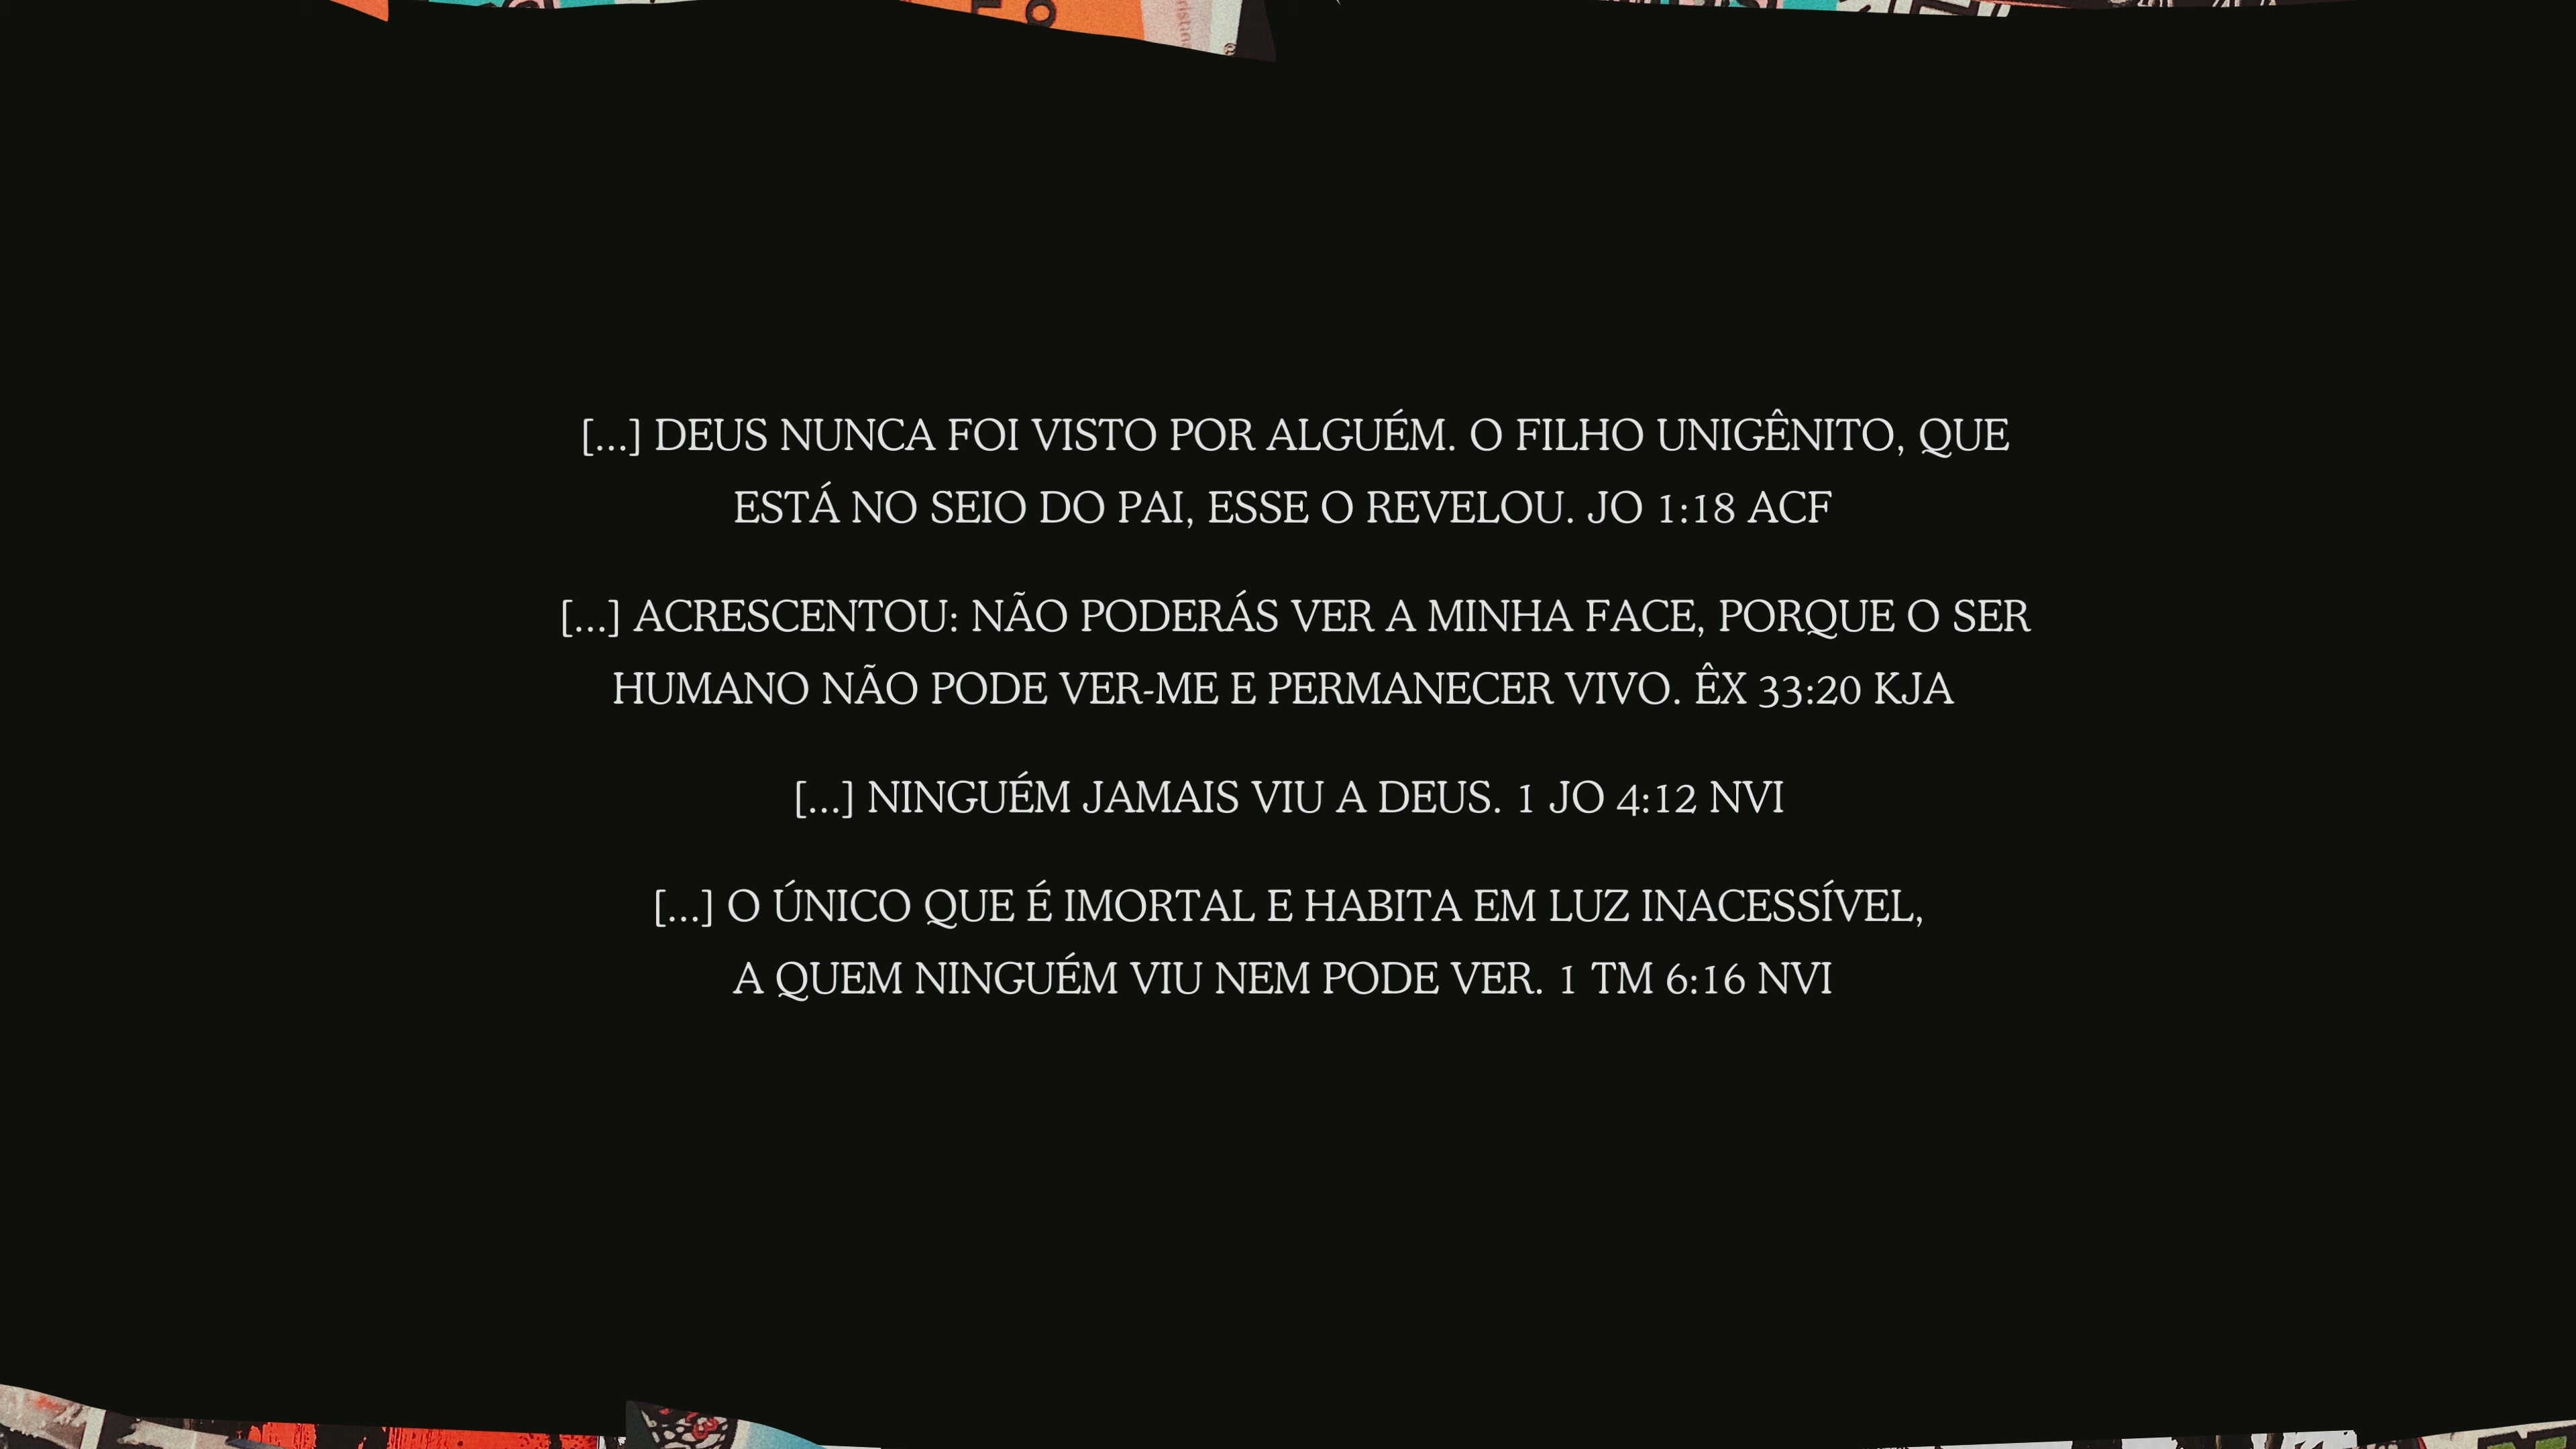 [...] DEUS NUNCA FOI VISTO POR ALGUÉM. O FILHO UNIGÊNITO, QUE
ESTÁ NO SEIO DO PAI, ESSE O REVELOU. JO 1:18 ACF
[...] ACRESCENTOU: NÃO PODERÁS VER A MINHA FACE, PORQUE O SER
HUMANO NÃO PODE VER-ME E PERMANECER VIVO. ÊX 33:20 KJA
[...] NINGUÉM JAMAIS VIU A DEUS. 1 JO 4:12 NVI
[...] O ÚNICO QUE É IMORTAL E HABITA EM LUZ INACESSÍVEL,
A QUEM NINGUÉM VIU NEM PODE VER. 1 TM 6:16 NVI